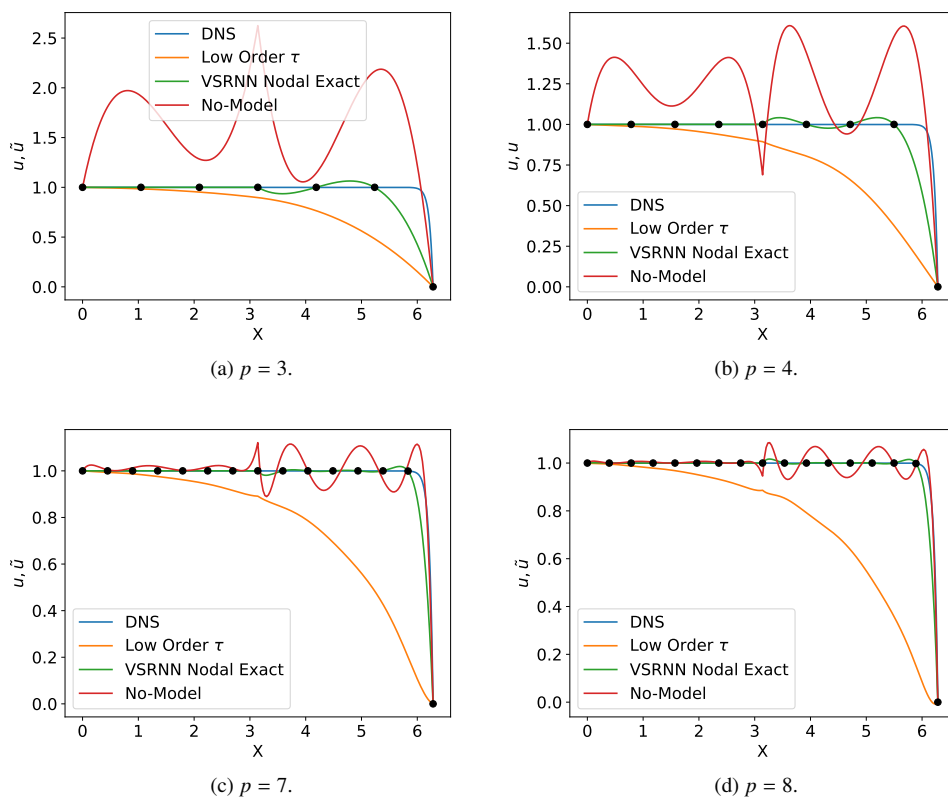 2.5
2.0
1.5
1.0
0.5
0.0
u, ũ
DNS
Low Order τ
VSRNN Nodal Exact
No-Model
0 1 2 3 4 5 6
X
(a) p = 3.
1.50
1.25
1.00
0.75
0.50
0.25
0.00
u, u
DNS
Low Order τ
VSRNN Nodal Exact
No-Model
0 1 2 3 4 5 6
X
(b) p = 4.
1.0
0.8
0.6
0.4
0.2
0.0
u, ũ
DNS
Low Order τ
VSRNN Nodal Exact
No-Model
0 1 2 3 4 5 6
X
(c) p = 7.
1.0
0.8
0.6
0.4
0.2
0.0
u, ũ
DNS
Low Order τ
VSRNN Nodal Exact
No-Model
0 1 2 3 4 5 6
X
(d) p = 8.